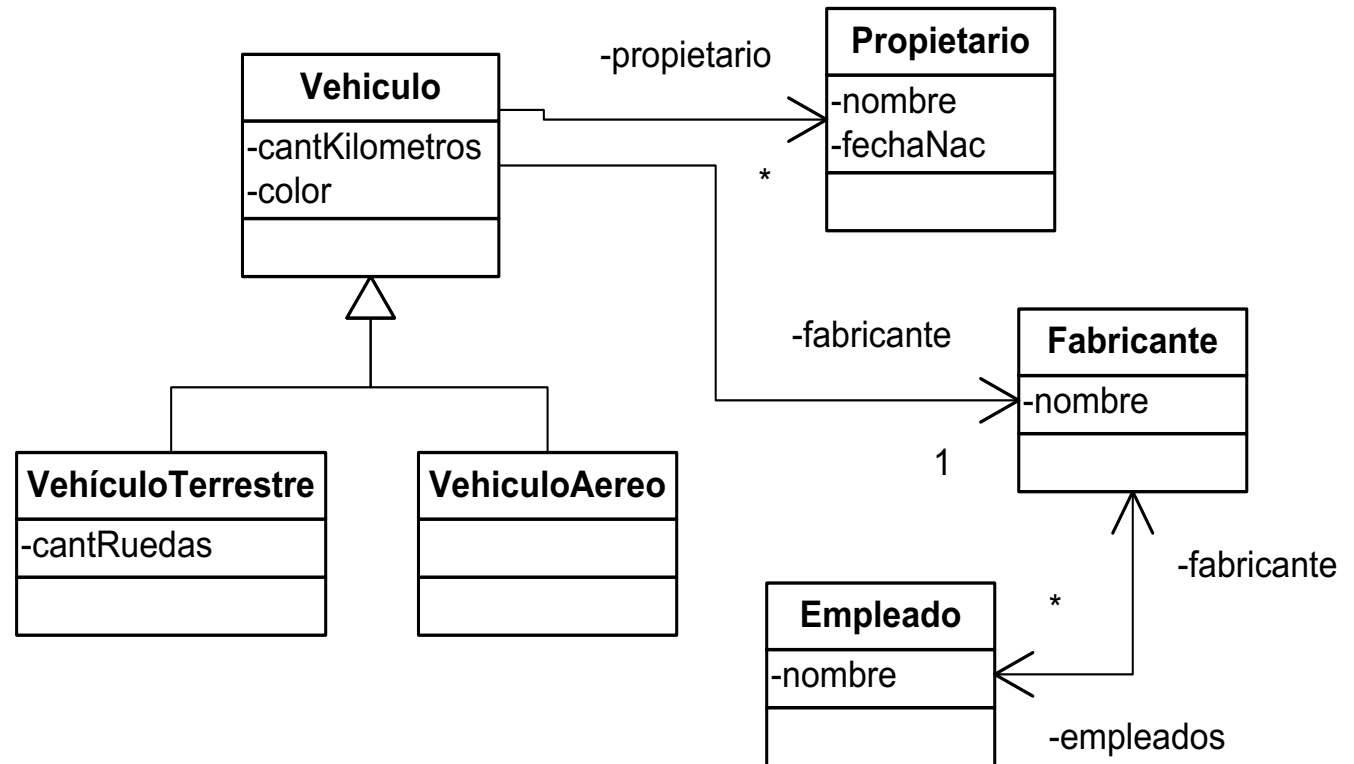 Vehiculo
-cantKilometros
-color
-propietario
*
Propietario
-nombre
-fechaNac
-fabricante
1
Fabricante
-nombre
VehículoTerrestre
-cantRuedas
VehiculoAereo
-fabricante
*
Empleado
-nombre
-empleados